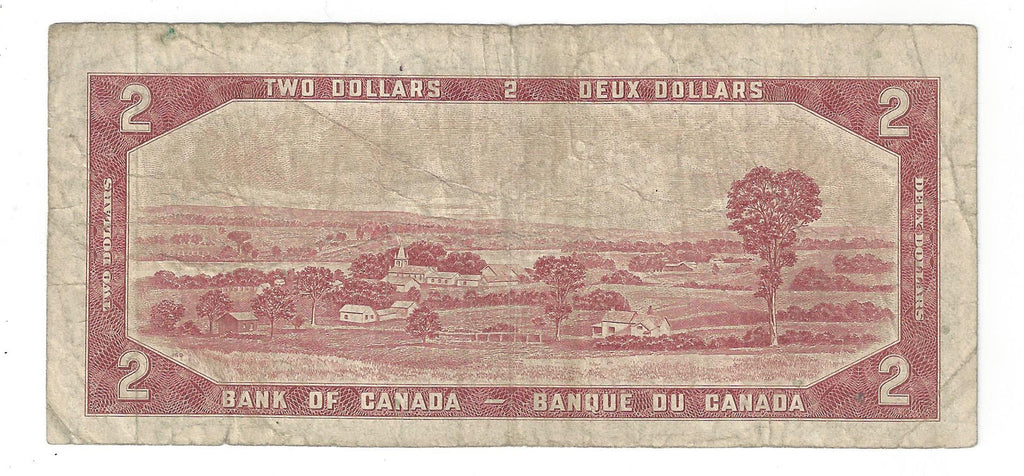 TWO DOLLARS 2 DEUX DOLLARS
2 2
TWO DOLLARS
DEUX DOLLARS
2 2
BANK OF CANADA — BANQUE DU CANADA